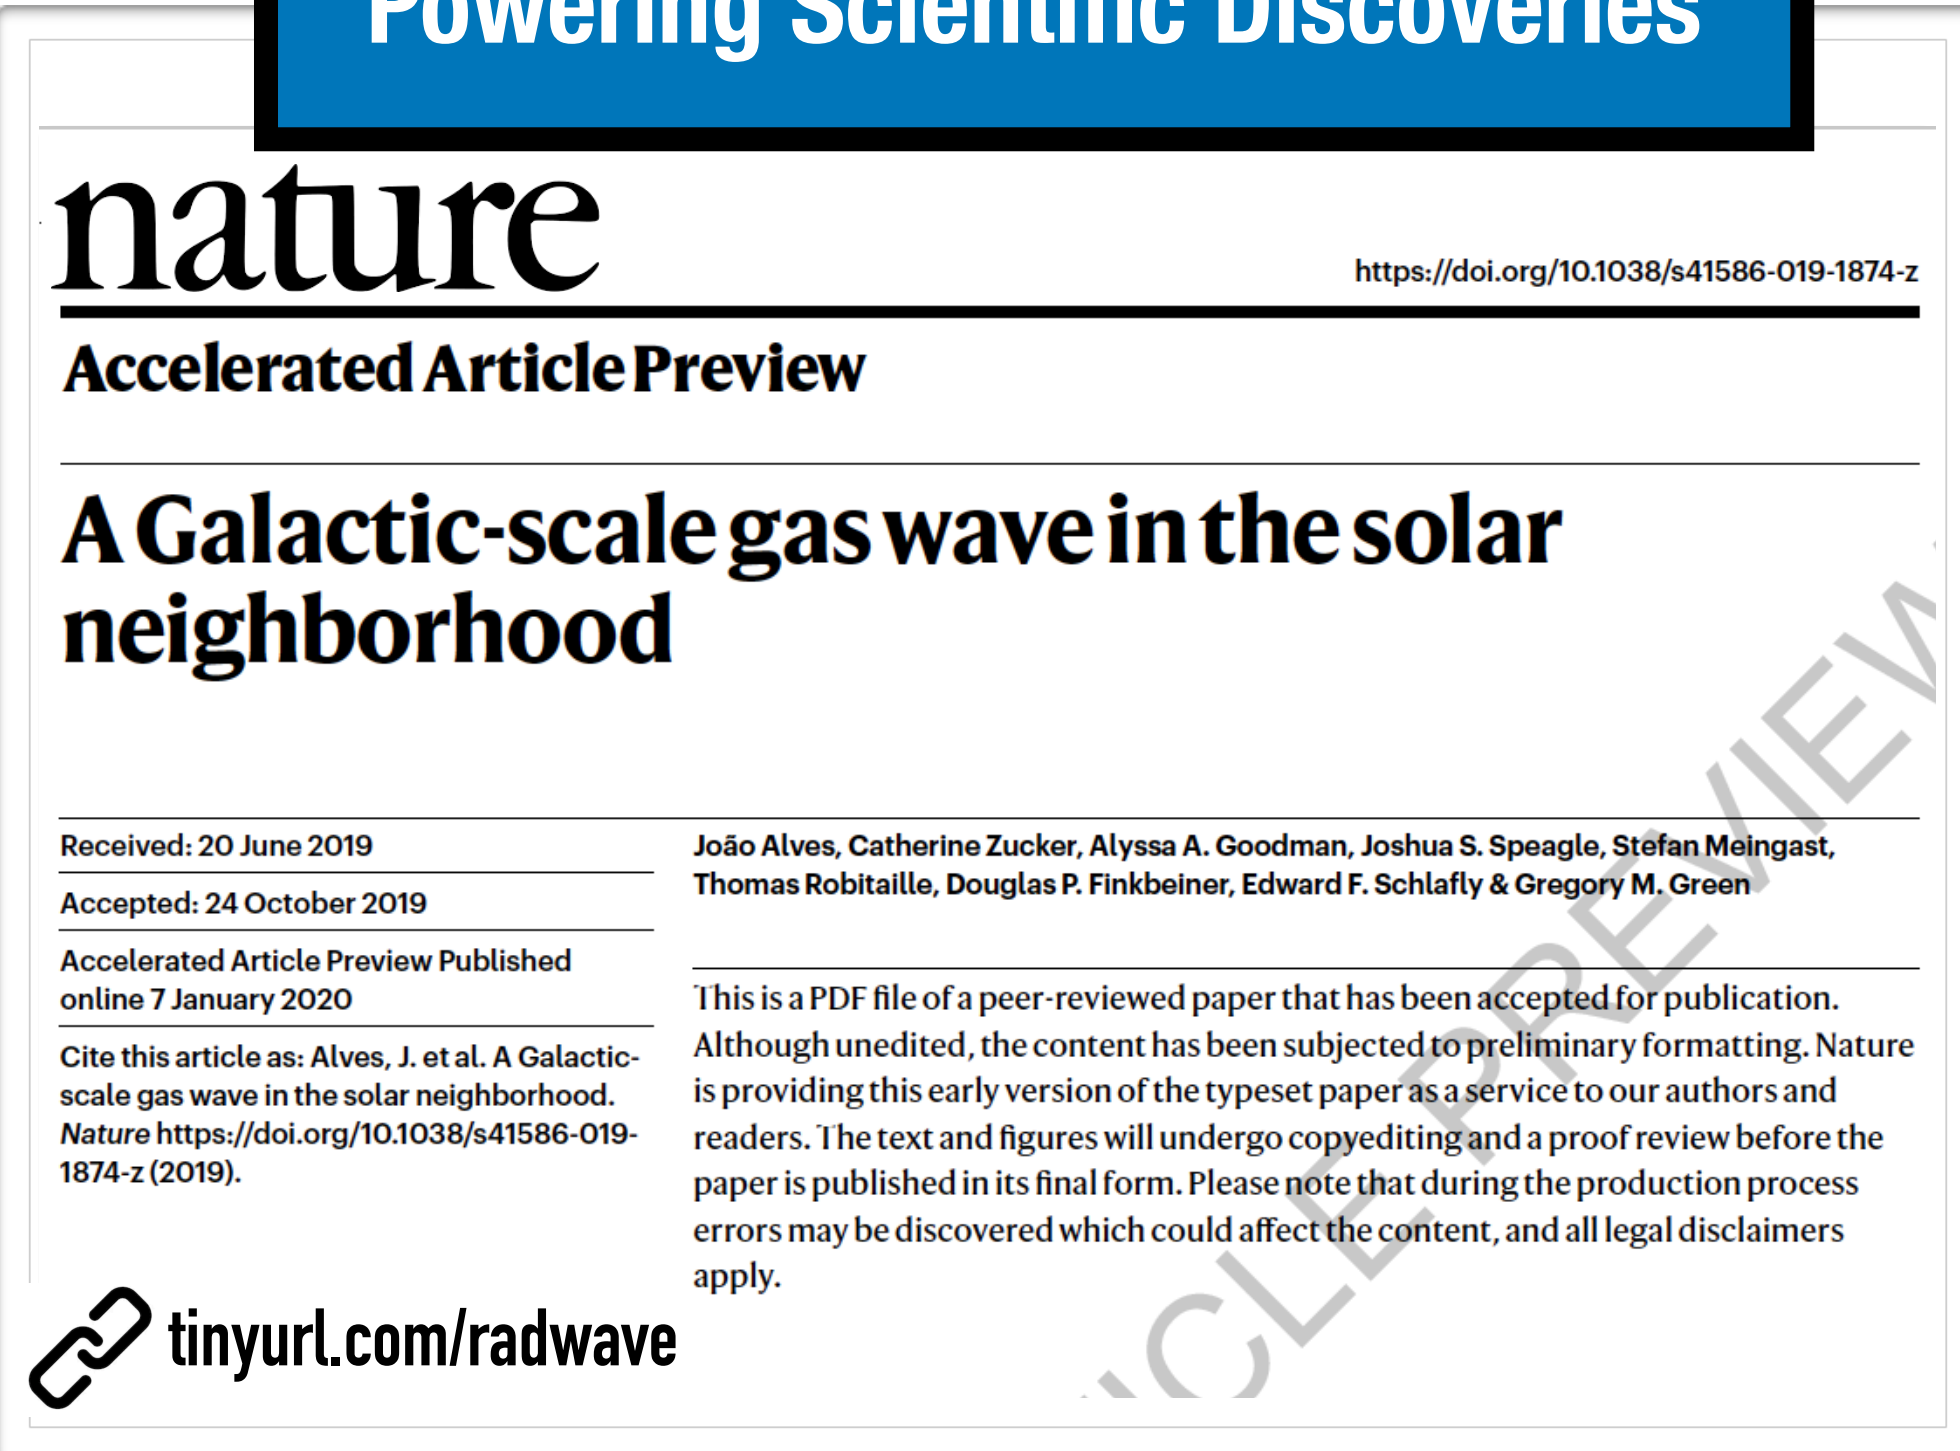 Powering Scientific Discoveries
nature
https://doi.org/10.1038/s41586-019-1874-z
Accelerated Article Preview
A Galactic-scale gas wave in the solar
neighborhood
Received: 20 June 2019
Accepted: 24 October 2019
Accelerated Article Preview Published
online 7 January 2020
Cite this article as: Alves, J. et al. A Galactic-
scale gas wave in the solar neighborhood.
Nature https://doi.org/10.1038/s41586-019-
1874-z (2019).
João Alves, Catherine Zucker, Alyssa A. Goodman, Joshua S. Speagle, Stefan Meingast,
Thomas Robitaille, Douglas P. Finkbeiner, Edward F. Schlafly & Gregory M. Green
This is a PDF file of a peer-reviewed paper that has been accepted for publication.
Although unedited, the content has been subjected to preliminary formatting. Nature
is providing this early version of the typeset paper as a service to our authors and
readers. The text and figures will undergo copyediting and a proof review before the
paper is published in its final form. Please note that during the production process
errors may be discovered which could affect the content, and all legal disclaimers
apply.
ICLE PREVIEW
tinyurl.com/radwave